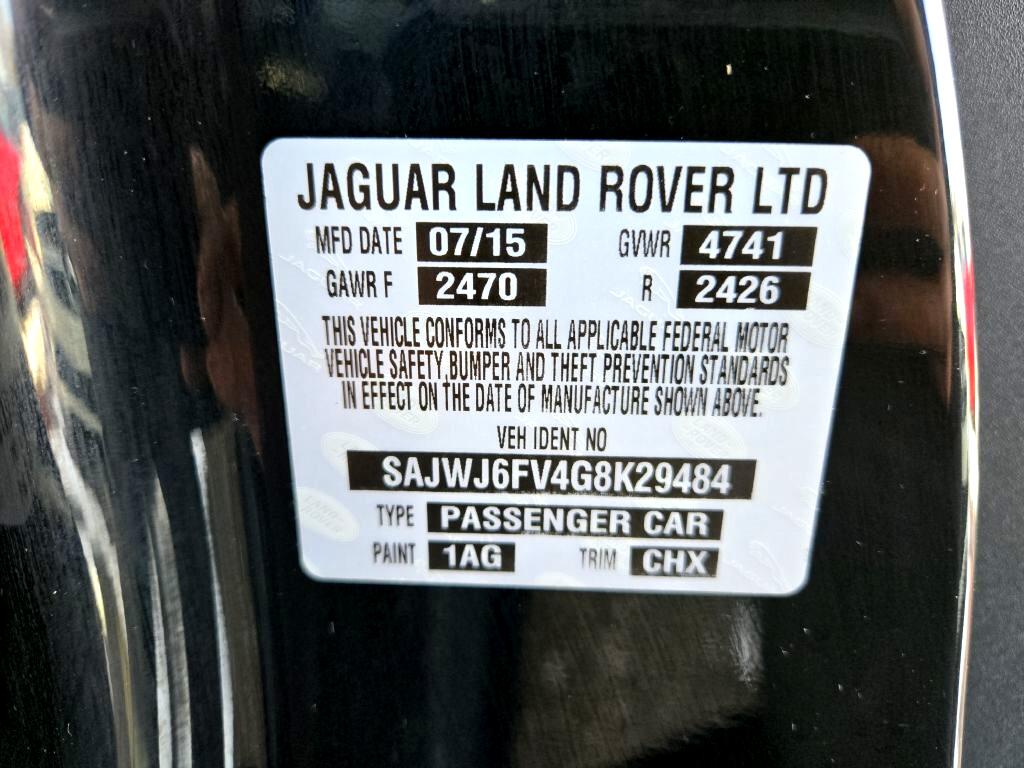 JAGUAR LAND ROVER LTD
MFD DATE 07/15 GVWR 4741
GAWR F 2470 R 2426
THIS VEHICLE CONFORMS TO ALL APPLICABLE FEDERAL MOTOR
VEHICLE SAFETY, BUMPER AND THEFT PREVENTION STANDARDS
IN EFFECT ON THE DATE OF MANUFACTURE SHOWN ABOVE.
VEH IDENT NO
SAJWJ6FV4G8K29484
TYPE PASSENGER CAR
PAINT 1AG TRIM CHX